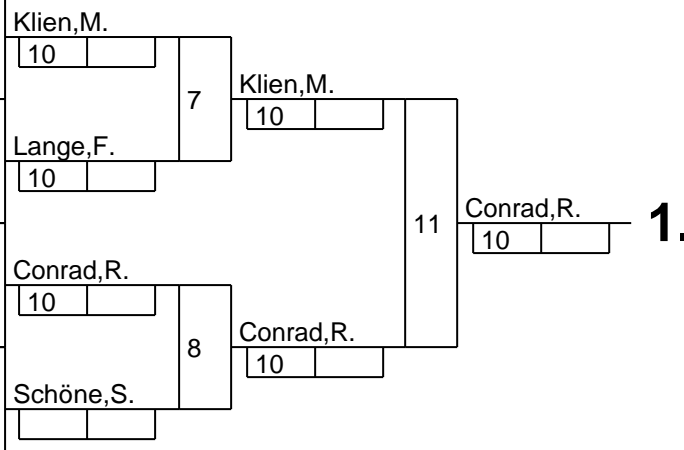 Klien,M.
10
7
Klien,M.
10
Lange,F.
10
11
Conrad,R.
10
1.
Conrad,R.
10
8
Conrad,R.
10
Schöne,S.